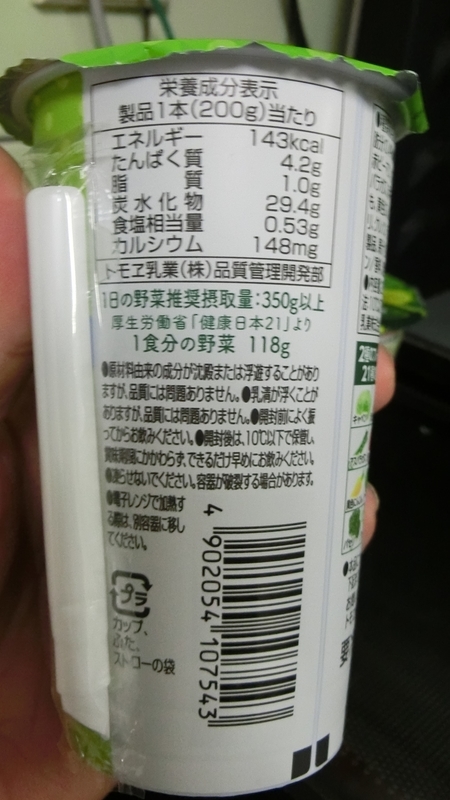 栄養成分表示
製品1本(200g)当たり
エネルギー 143kcal
たんぱく質 4.2g
脂質 1.0g
炭水化物 29.4g
食塩相当量 0.53g
カルシウム 148mg
トモヱ乳業(株)品質管理開発部
1日の野菜推奨摂取量:350g以上
厚生労働省「健康日本21」より
1食分の野菜 118g
●原材料由来の成分が沈殿または浮遊することがあり
ますが、品質には問題ありません。●乳清が浮くことが
ありますが、品質には問題ありません。●開封前によく振
ってからお飲みください。●開封後は、10℃以下で保管し、
賞味期限にかかわらず、できるだけ早めにお飲みください。
●凍らせないでください。容器が破裂する場合があります。
●電子レンジで加熱す
る際は、別容器に移し
てください。
プラ
カップ、
ふた、
ストローの袋
4 902054 107543